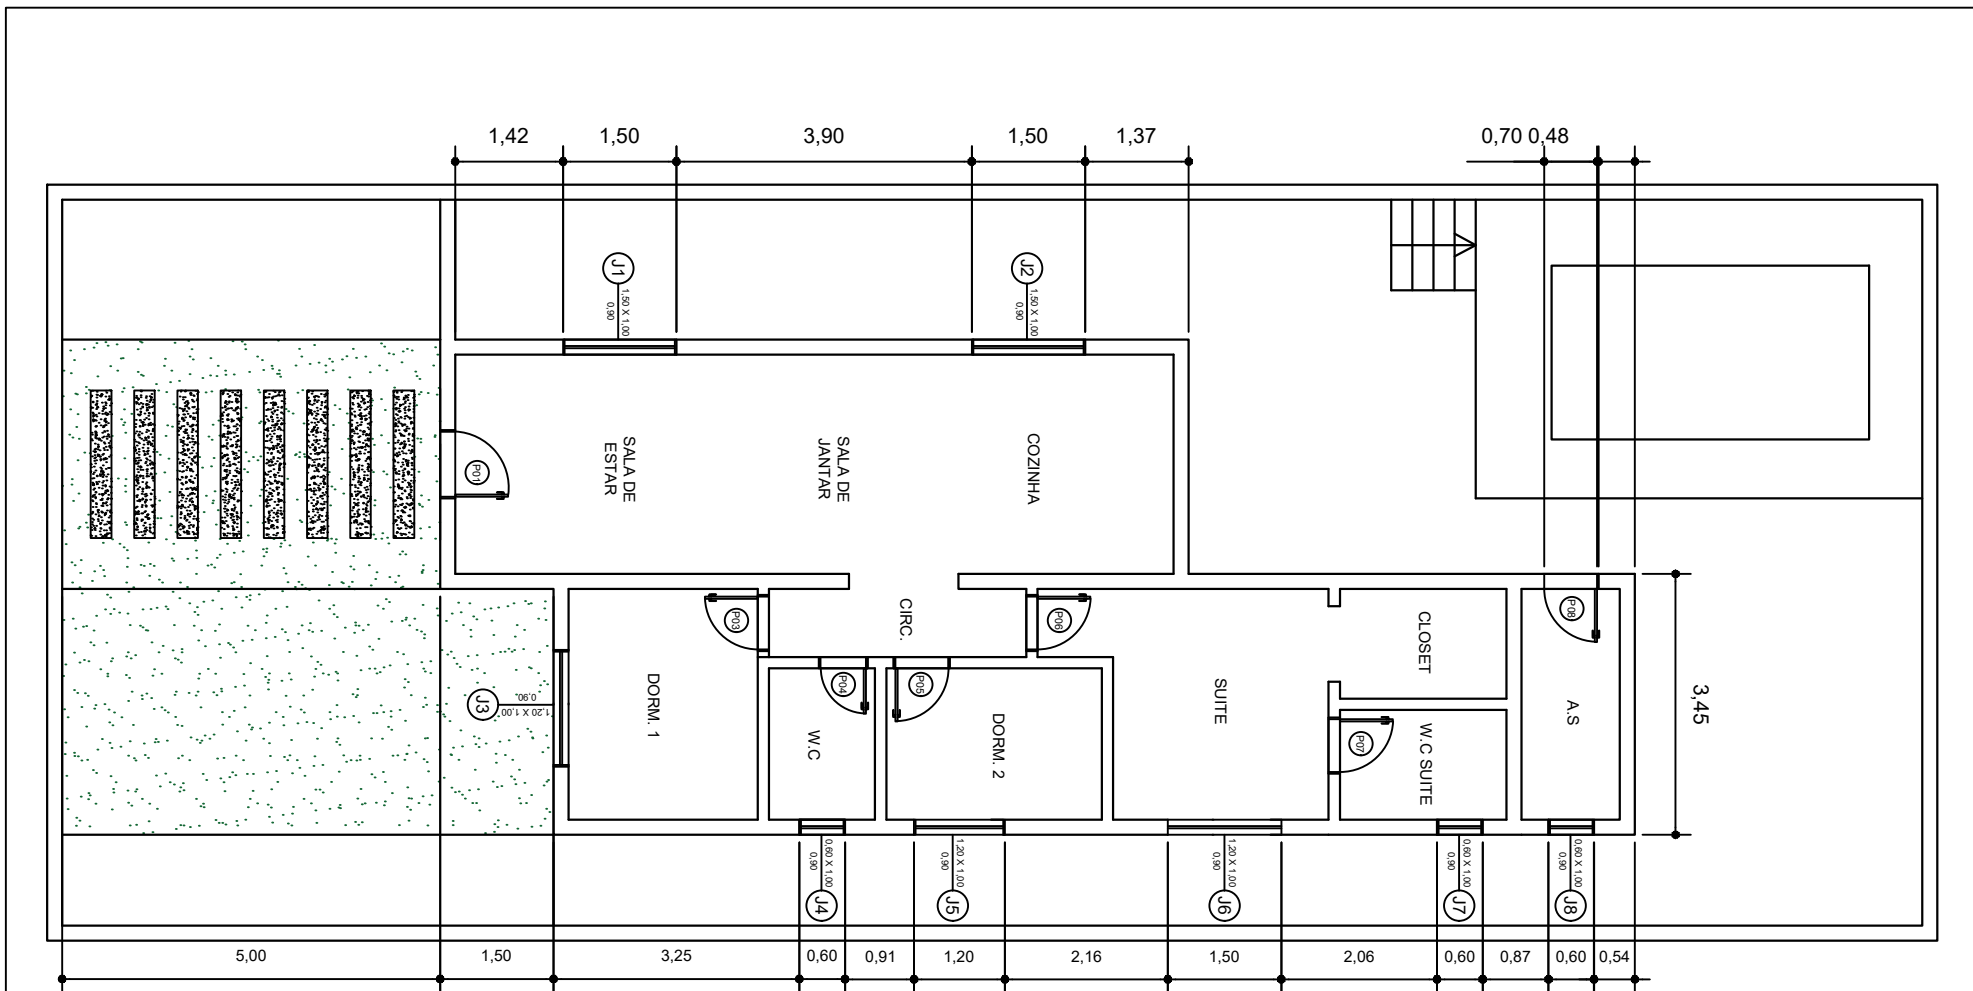 1,42
1,50
3,90
1,50
1,37
0,70
0,48
J1
1,50 X 1,00
0,90
J2
1,50 X 1,00
0,90
P01
SALA DE
ESTAR
SALA DE
JANTAR
COZINHA
P03
CIRC.
P06
CLOSET
P08
3,45
J3
1,20 X 1,00
0,90
DORM. 1
P04
W.C
P05
DORM. 2
SUITE
P07
W.C SUITE
A.S
0,60 X 1,00
0,90
J4
1,20 X 1,00
0,90
J5
1,20 X 1,00
0,90
J6
0,60 X 1,00
0,90
J7
0,60 X 1,00
0,90
J8
5,00
1,50
3,25
0,60
0,91
1,20
2,16
1,50
2,06
0,60
0,87
0,60
0,54